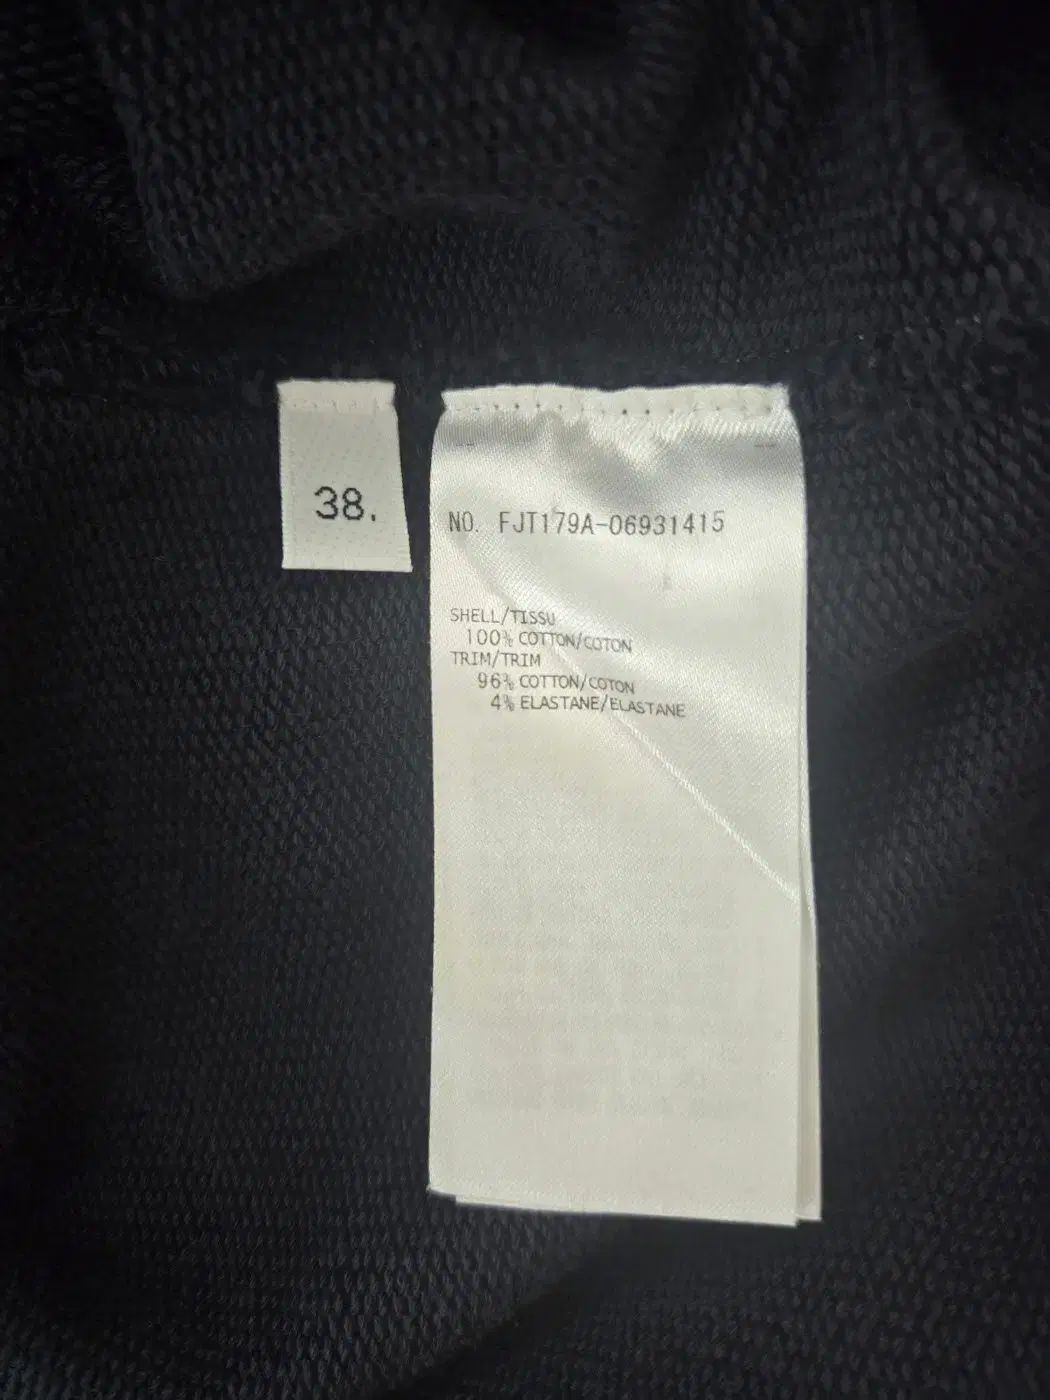 38.
NO. FJT179A-06931415
SHELL/TISSU
100% COTTON/COTON
TRIM/TRIM
96% COTTON/COTON
4% ELASTANE/ELASTANE